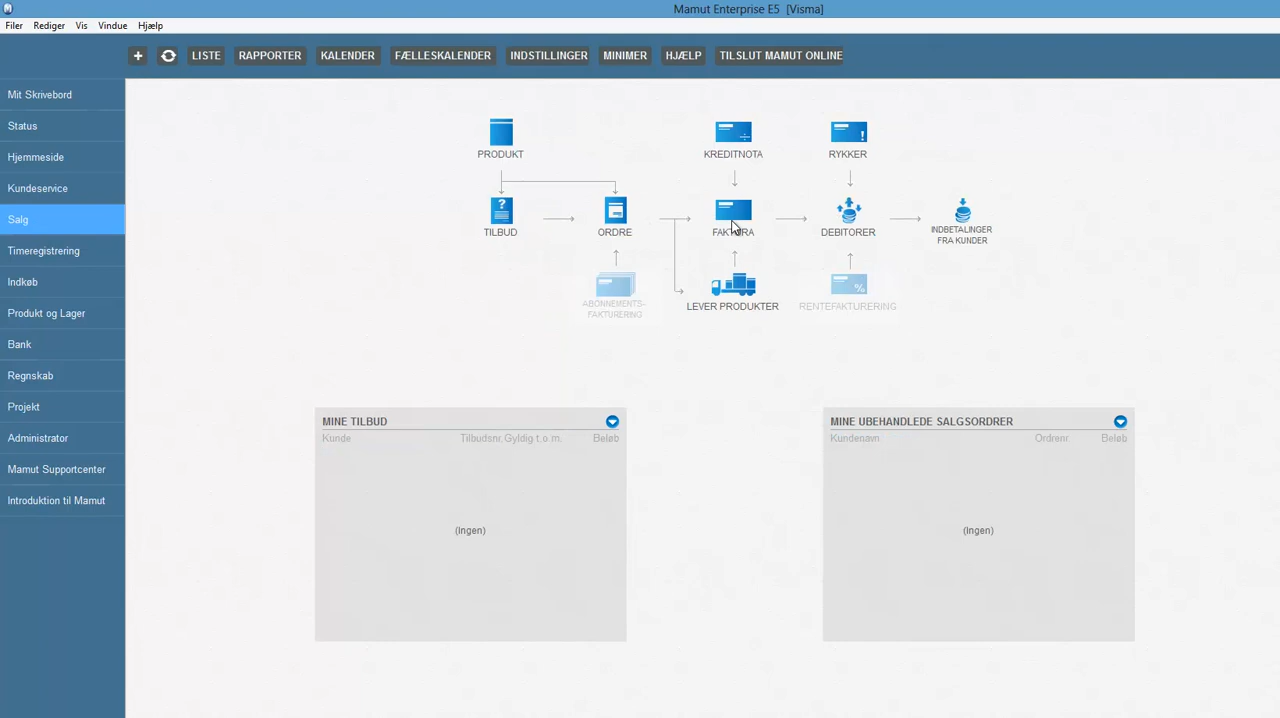 Mamut Enterprise E5 [Visma]
Filer Rediger Vis Vindue Hjælp
+ LISTE RAPPORTER KALENDER FÆLLESKALENDER INDSTILLINGER MINIMER HJÆLP TILSLUT MAMUT ONLINE
Mit Skrivebord
Status
Hjemmeside
Kundeservice
Salg
Timeregistrering
Indkøb
Produkt og Lager
Bank
Regnskab
Projekt
Administrator
Mamut Supportcenter
Introduktion til Mamut
PRODUKT
KREDITNOTA
RYKKER
TILBUD
ORDRE
FAKTURA
DEBITORER
INDBETALINGER
FRA KUNDER
ABONNEMENTS-
FAKTURERING
LEVER PRODUKTER
RENTEFAKTURERING
MINE TILBUD
Kunde Tilbudsnr. Gyldig t.o.m. Beløb
(Ingen)
MINE UBEHANDLEDE SALGSORDRER
Kundenavn Ordrenr. Beløb
(Ingen)